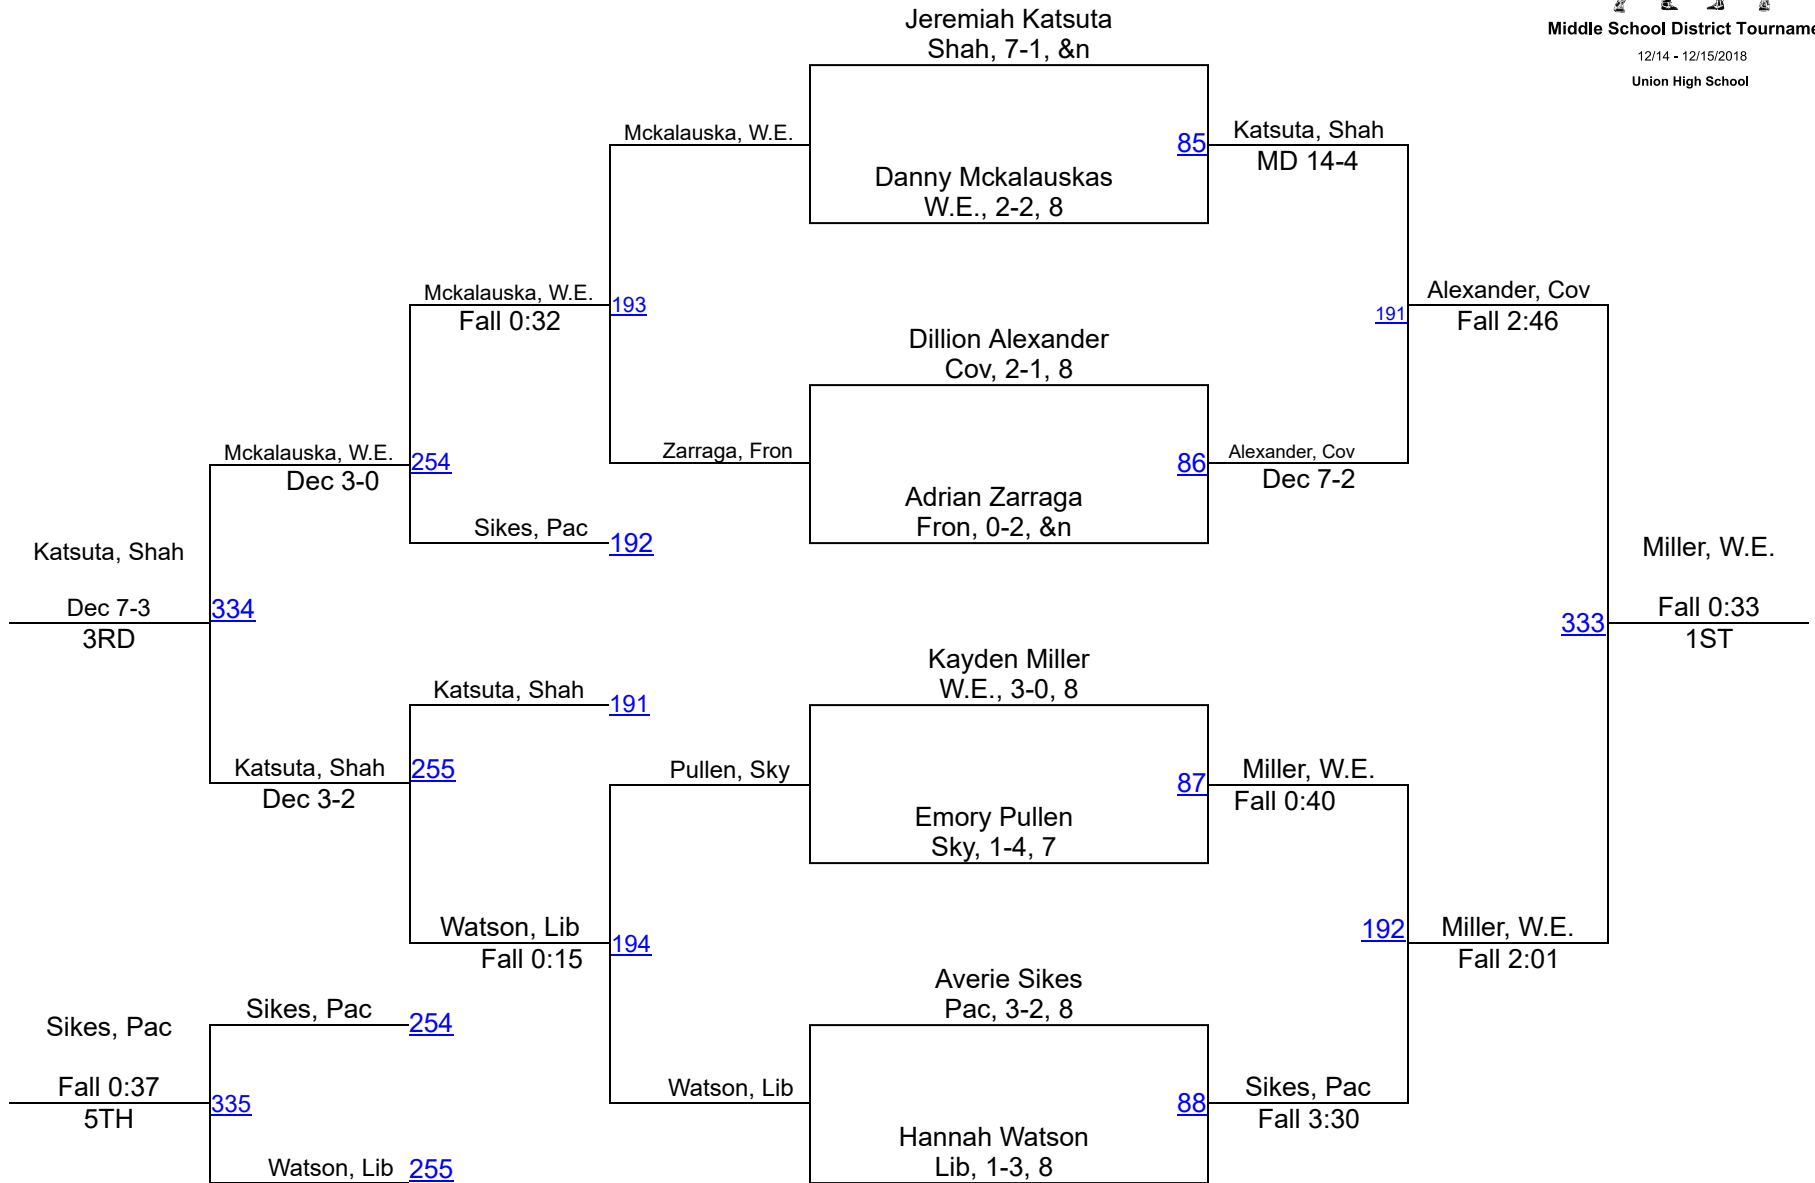 Middle School District Tourname
12/14 - 12/15/2018
Union High School
Jeremiah Katsuta
Shah, 7-1, &n
Mckalauska, W.E.
85
Katsuta, Shah
MD 14-4
Danny Mckalauskas
W.E., 2-2, 8
Mckalauska, W.E.
Fall 0:32
193
191
Alexander, Cov
Fall 2:46
Dillion Alexander
Cov, 2-1, 8
Mckalauska, W.E.
Dec 3-0
254
Zarraga, Fron
86
Alexander, Cov
Dec 7-2
Adrian Zarraga
Fron, 0-2, &n
Sikes, Pac
192
Katsuta, Shah
Dec 7-3
3RD
334
Miller, W.E.
Fall 0:33
1ST
333
Kayden Miller
W.E., 3-0, 8
Katsuta, Shah
191
Katsuta, Shah
Dec 3-2
255
Pullen, Sky
87
Miller, W.E.
Fall 0:40
Emory Pullen
Sky, 1-4, 7
Watson, Lib
Fall 0:15
194
192
Miller, W.E.
Fall 2:01
Averie Sikes
Pac, 3-2, 8
Sikes, Pac
254
Sikes, Pac
Fall 0:37
5TH
335
Watson, Lib
88
Sikes, Pac
Fall 3:30
Hannah Watson
Lib, 1-3, 8
Watson, Lib
255